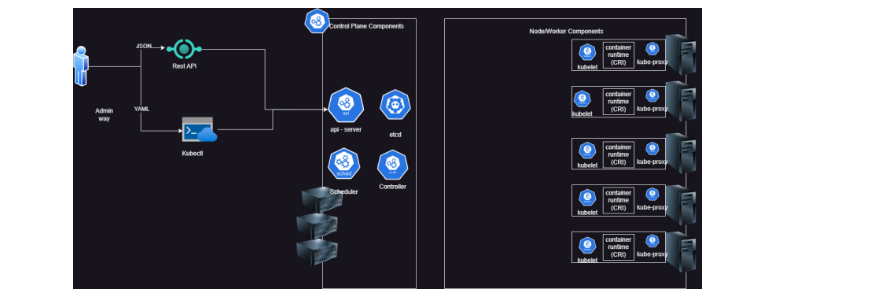 Control Plane Components
JSON
Rest API
Admin
way
YAML
Kubectl
api - server
etcd
Scheduler
Controller
Node/Worker Components
kubelet
container
runtime
(CRI)
kube-proxy
kubelet
container
runtime
(CRI)
kube-proxy
kubelet
container
runtime
(CRI)
kube-proxy
kubelet
container
runtime
(CRI)
kube-proxy
kubelet
container
runtime
(CRI)
kube-proxy